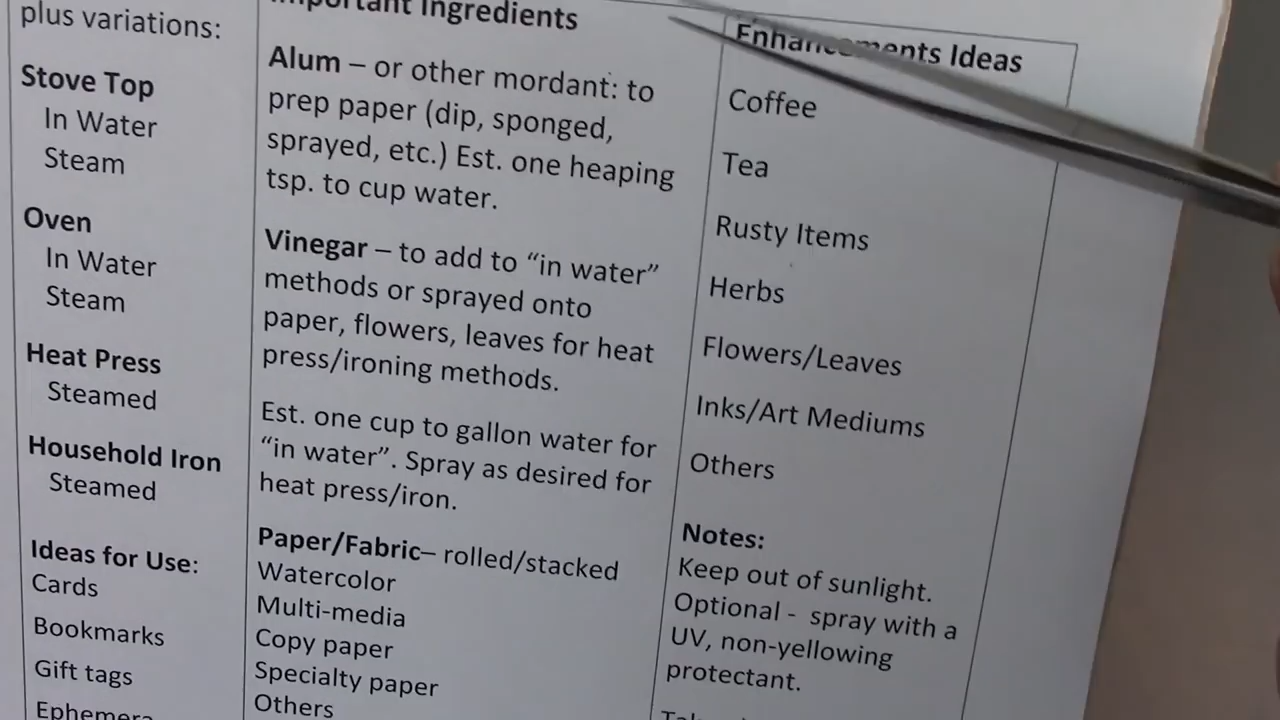 plus variations:
Stove Top
In Water
Steam
Oven
In Water
Steam
Heat Press
Steamed
Household Iron
Steamed
Ideas for Use:
Cards
Bookmarks
Gift tags
Ephemera
Important Ingredients
Alum – or other mordant: to
prep paper (dip, sponged,
sprayed, etc.) Est. one heaping
tsp. to cup water.
Vinegar – to add to “in water”
methods or sprayed onto
paper, flowers, leaves for heat
press/ironing methods.
Est. one cup to gallon water for
“in water”. Spray as desired for
heat press/iron.
Paper/Fabric– rolled/stacked
Watercolor
Multi-media
Copy paper
Specialty paper
Others
Enhancements Ideas
Coffee
Tea
Rusty Items
Herbs
Flowers/Leaves
Inks/Art Mediums
Others
Notes:
Keep out of sunlight.
Optional - spray with a
UV, non-yellowing
protectant.